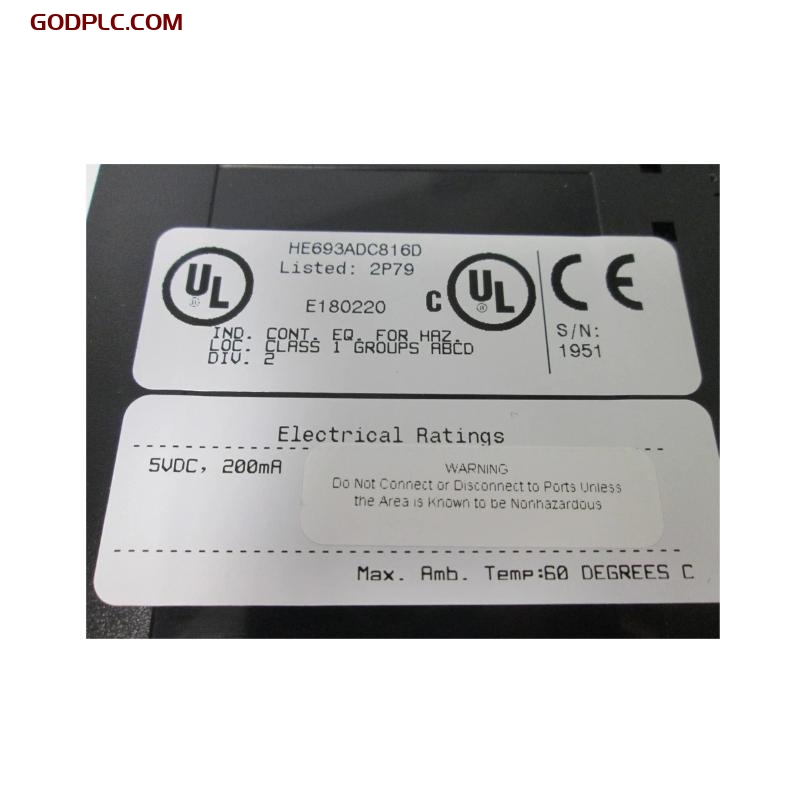 GODPLC.COM
HE693ADC816D
Listed: 2P79
UL
®
E180220
C UL
®
CE
IND. CONT. EQ. FOR HAZ.
LOC. CLASS 1 GROUPS ABCD
DIV. 2
S/N:
1951
Electrical Ratings
5VDC, 200mA
WARNING
Do Not Connect or Disconnect to Ports Unless
the Area is Known to be Nonhazardous
Max. Amb. Temp:60 DEGREES C